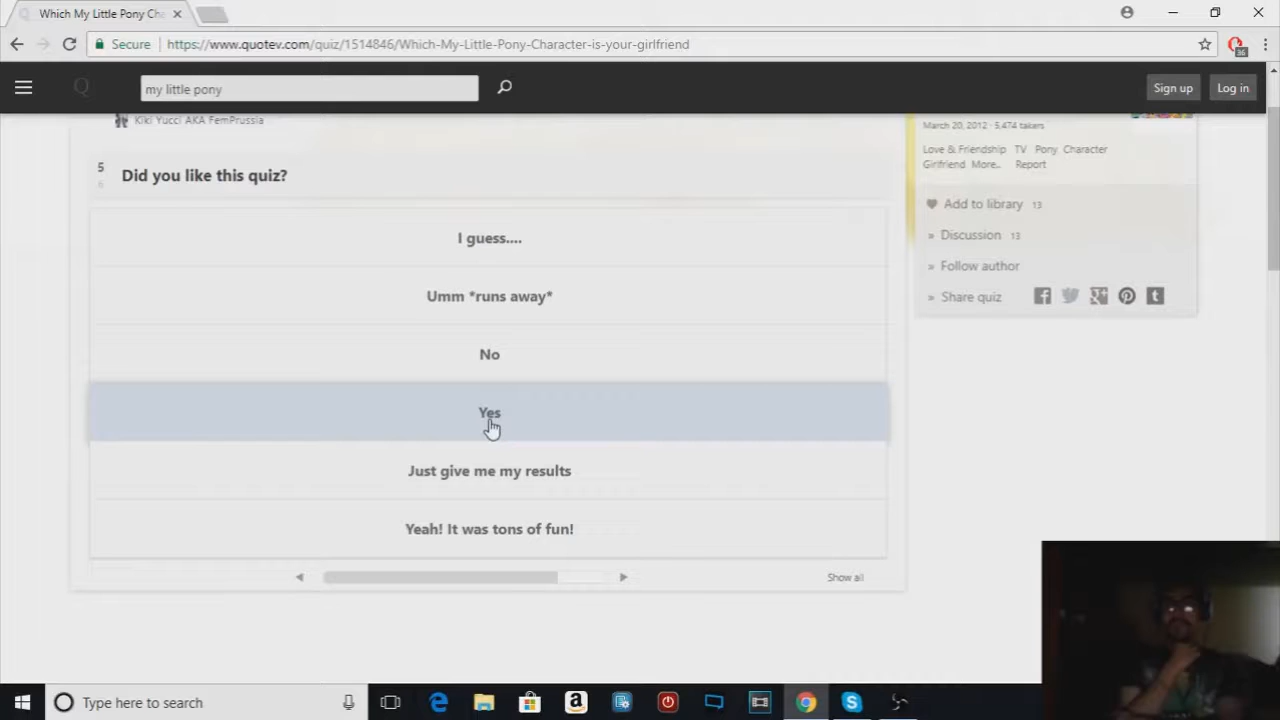 Which My Little Pony Cha
Secure
https://www.quotev.com/quiz/1514846/Which-My-Little-Pony-Character-is-your-girlfriend
36
Q
my little pony
Sign up
Log in
Kiki Yucci AKA FemPrussia
5
6
Did you like this quiz?
I guess....
Umm *runs away*
No
Yes
Just give me my results
Yeah! It was tons of fun!
Show all
March 20, 2012 · 5,474 takers
Love & Friendship TV Pony Character
Girlfriend More... Report
Add to library 13
» Discussion 13
» Follow author
» Share quiz
Type here to search